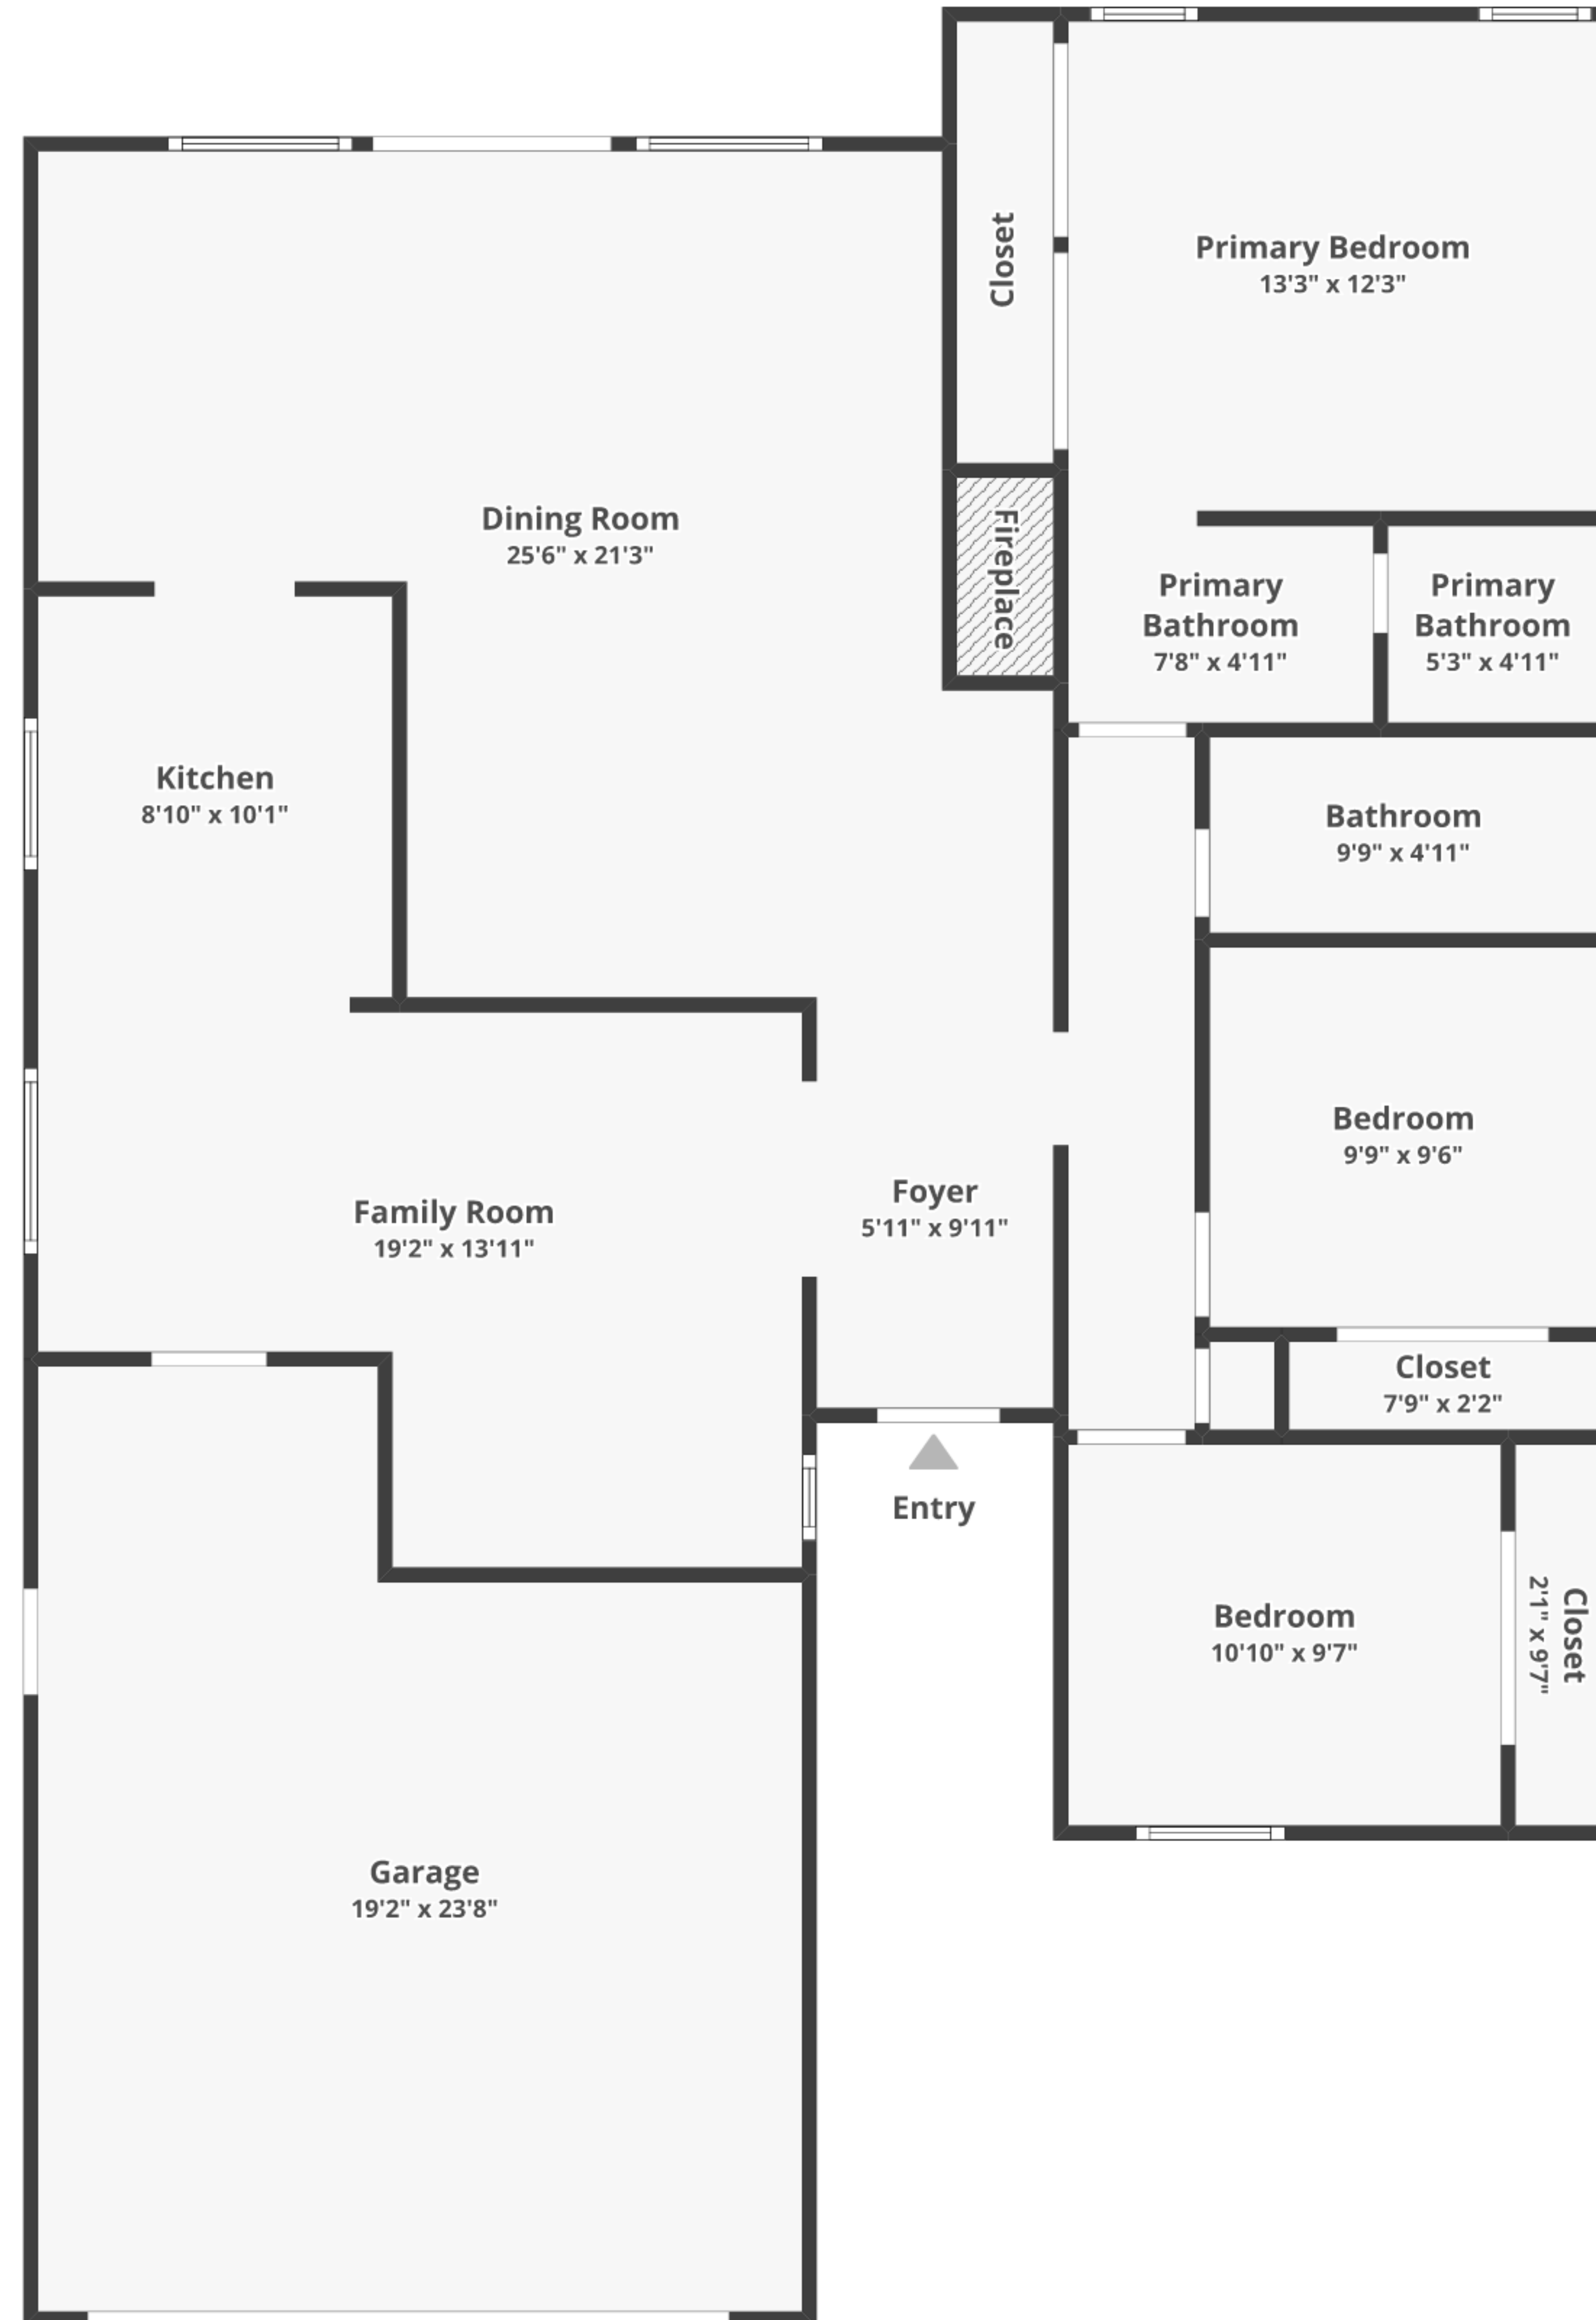 Closet
Primary Bedroom
13'3" x 12'3"
Dining Room
25'6" x 21'3"
Fireplace
Primary
Bathroom
7'8" x 4'11"
Primary
Bathroom
5'3" x 4'11"
Kitchen
8'10" x 10'1"
Bathroom
9'9" x 4'11"
Bedroom
9'9" x 9'6"
Family Room
19'2" x 13'11"
Foyer
5'11" x 9'11"
Closet
7'9" x 2'2"
Entry
Bedroom
10'10" x 9'7"
Closet
2'1" x 9'7"
Garage
19'2" x 23'8"